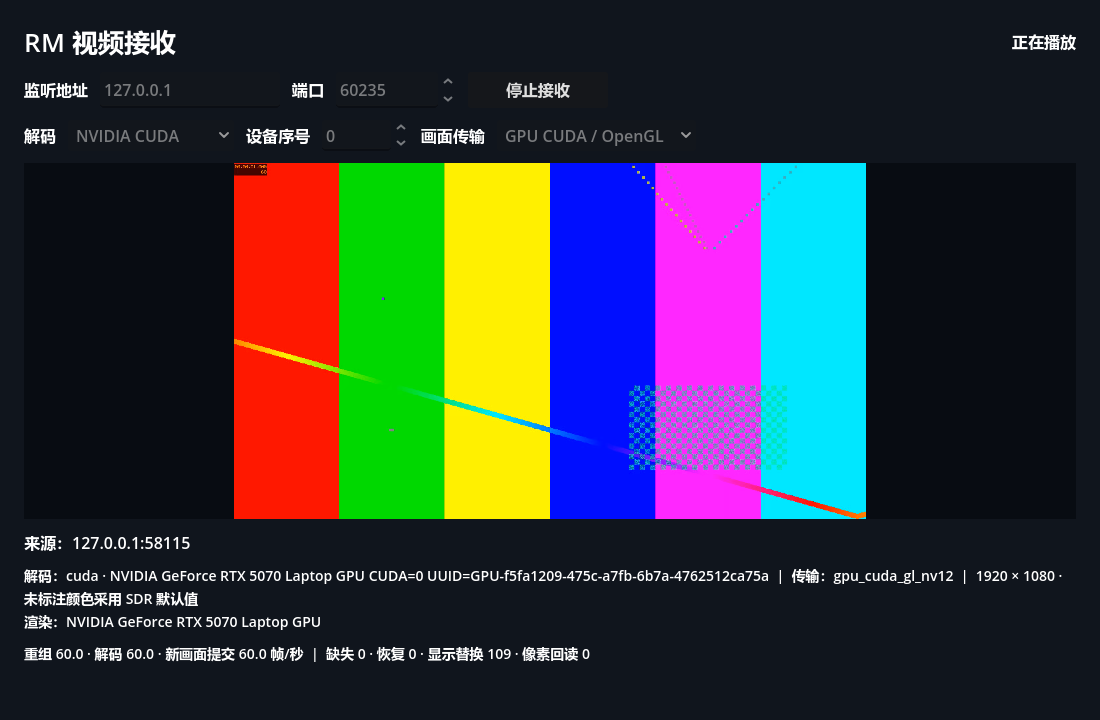 RM 视频接收
正在播放
监听地址 127.0.0.1 端口 60235 停止接收
解码 NVIDIA CUDA 设备序号 0 画面传输 GPU CUDA / OpenGL
来源：127.0.0.1:58115
解码：cuda · NVIDIA GeForce RTX 5070 Laptop GPU CUDA=0 UUID=GPU-f5fa1209-475c-a7fb-6b7a-4762512ca75a | 传输：gpu_cuda_gl_nv12 | 1920 × 1080 ·
未标注颜色采用 SDR 默认值
渲染：NVIDIA GeForce RTX 5070 Laptop GPU
重组 60.0 · 解码 60.0 · 新画面提交 60.0 帧/秒 | 缺失 0 · 恢复 0 · 显示替换 109 · 像素回读 0